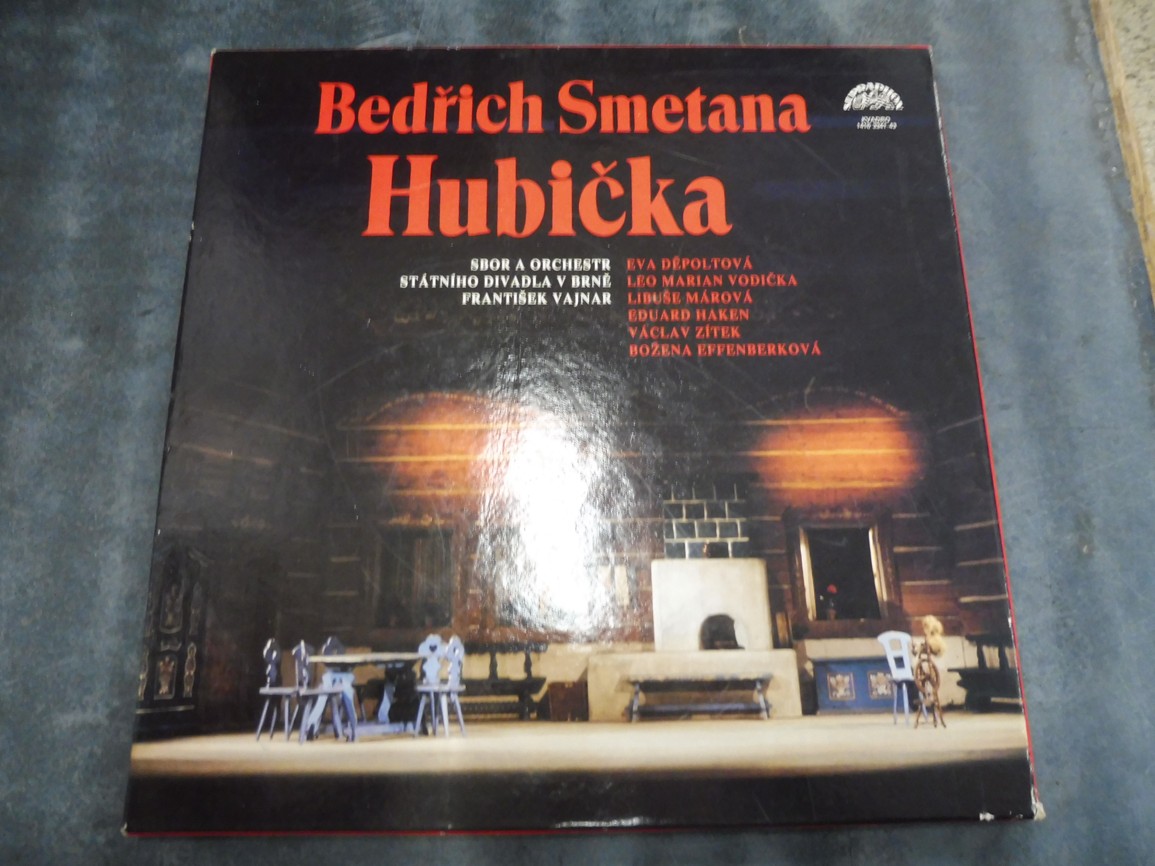 Bedřich Smetana
SUPRAPHON
Hubička
SBOR A ORCHESTR
STÁTNÍHO DIVADLA V BRNĚ
FRANTIŠEK VAJNAR
EVA DĚPOLTOVÁ
LEO MARIAN VODIČKA
LIBUŠE MÁROVÁ
EDUARD HAKEN
VÁCLAV ZÍTEK
BOŽENA EFFENBERKOVÁ